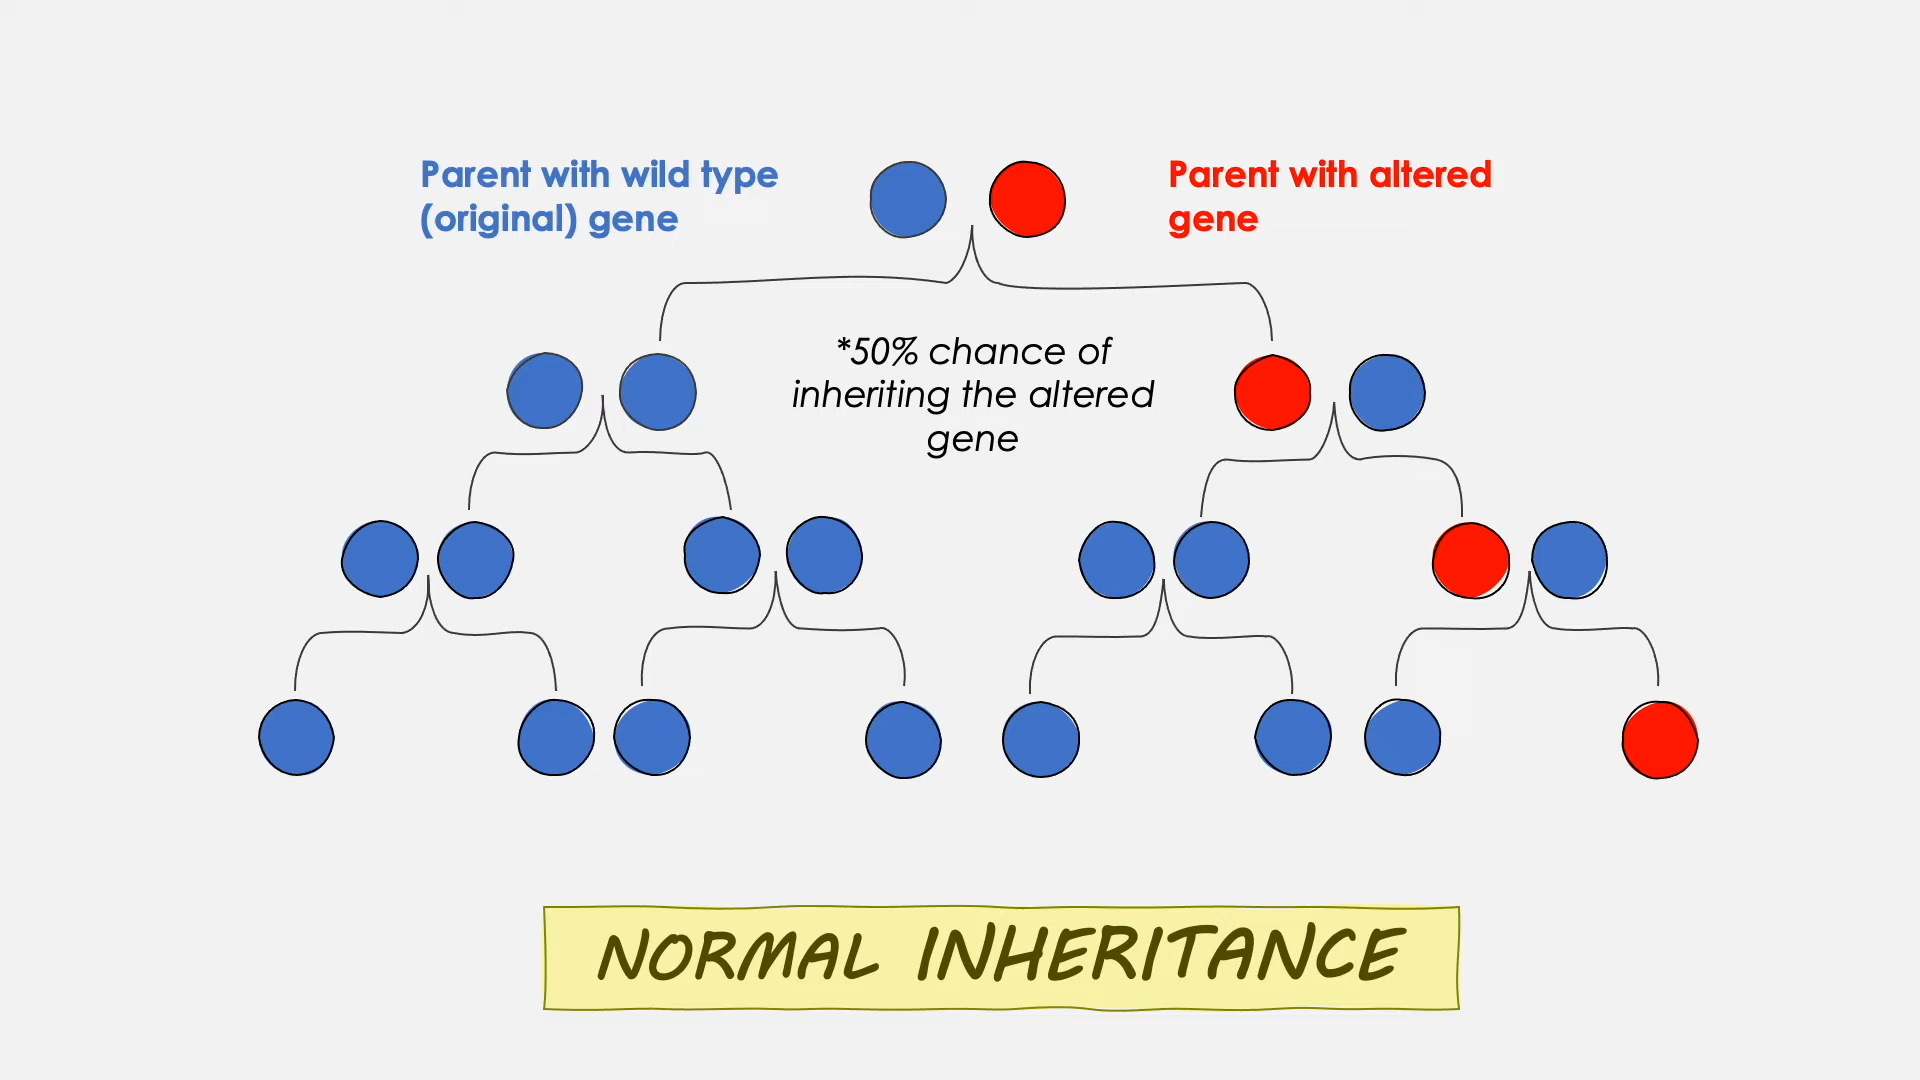 Parent with wild type
(original) gene
Parent with altered
gene
*50% chance of
inheriting the altered
gene
NORMAL INHERITANCE